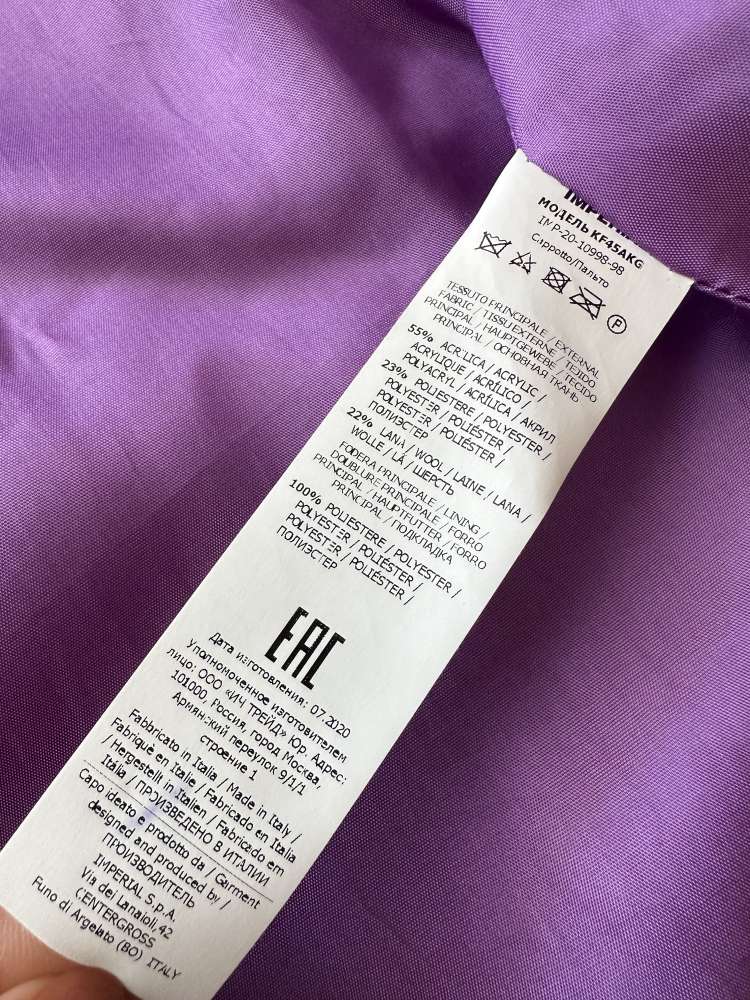 МОДЕЛЬ KF45AKG
IMP-20-10998-98
Cappotto/Пальто
P
TESSUTO PRINCIPALE / EXTERNAL
FABRIC / TISSU EXTERNE / TEJIDO
PRINCIPAL / HAUPTGEWEBE / TECIDO
PRINCIPAL / ОСНОВНАЯ ТКАНЬ
55% ACRILICA / ACRYLIC /
ACRYLIQUE / ACRÍLICO /
POLYACRYL / ACRÍLICA / АКРИЛ
23% POLIESTERE / POLYESTER /
POLYESTER / POLIÉSTER /
POLYESTER / POLIÉSTER /
ПОЛИЭСТЕР
22% LANA / WOOL / LAINE / LANA /
WOLLE / LÃ / ШЕРСТЬ
FODERA PRINCIPALE / LINING /
DOUBLURE PRINCIPALE / FORRO
PRINCIPAL / HAUPTFUTTER / FORRO
PRINCIPAL / ПОДКЛАДКА
100% POLIESTERE / POLYESTER /
POLYESTER / POLIÉSTER /
POLYESTER / POLIÉSTER /
ПОЛИЭСТЕР
EAC
Дата изготовления: 07.2020
Уполномоченное изготовителем
лицо: ООО «ИЧ ТРЕЙД» Юр. Адрес:
101000, Россия, город Москва,
Армянский переулок 9/1/1
строение 1
Fabbricato in Italia / Made in Italy /
Fabriqué en Italie / Fabricado en Italia
/ Hergestellt in Italien / Fabricado em
Itália / ПРОИЗВЕДЕНО В ИТАЛИИ
Capo ideato e prodotto da / Garment
designed and produced by /
ПРОИЗВОДИТЕЛЬ
IMPERIAL S.p.A.
Via dei Lanaioli, 42
CENTERGROSS
Funo di Argelato (BO) ITALY